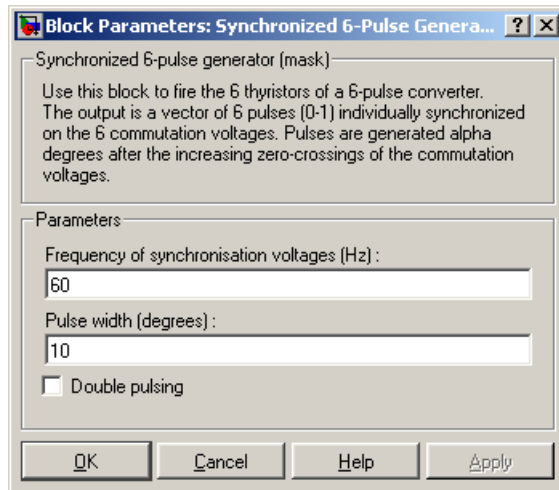 Block Parameters: Synchronized 6-Pulse Genera...
Synchronized 6-pulse generator (mask)
Use this block to fire the 6 thyristors of a 6-pulse converter.
The output is a vector of 6 pulses (0-1) individually synchronized
on the 6 commutation voltages. Pulses are generated alpha
degrees after the increasing zero-crossings of the commutation
voltages.
Parameters
Frequency of synchronisation voltages (Hz) :
60
Pulse width (degrees) :
10
Double pulsing
OK Cancel Help Apply